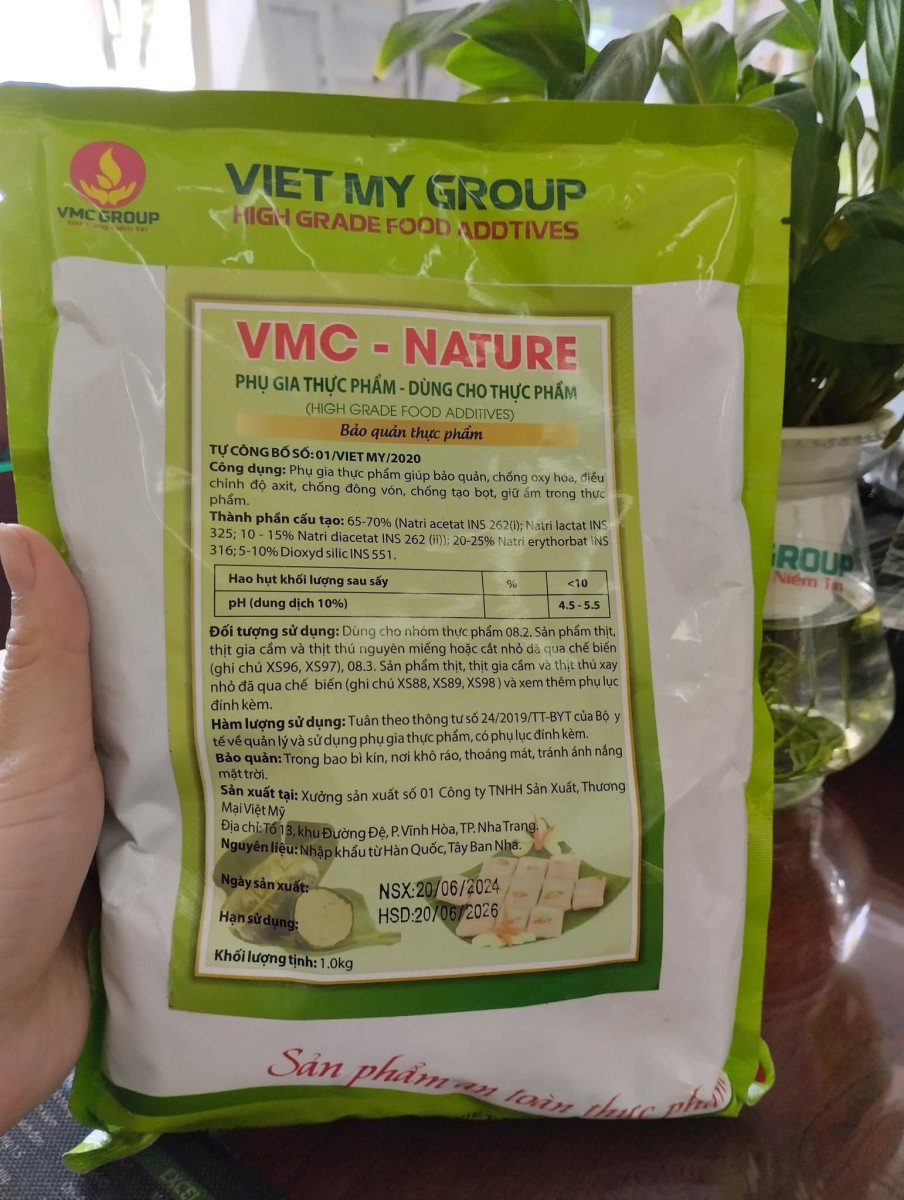 VIET MY GROUP
HIGH GRADE FOOD ADDTIVES
VMC GROUP
VMC - NATURE
PHỤ GIA THỰC PHẨM - DÙNG CHO THỰC PHẨM
(HIGH GRADE FOOD ADDITIVES)
Bảo quản thực phẩm
TỰ CÔNG BỐ SỐ: 01/VIET MY/2020
Công dụng: Phụ gia thực phẩm giúp bảo quản, chống oxy hóa, điều
chỉnh độ axit, chống đông vón, chống tạo bọt, giữ ẩm trong thực
phẩm.
Thành phần cấu tạo: 65-70% (Natri acetat INS 262(i); Natri lactat INS
325; 10 - 15% Natri diacetat INS 262 (ii)); 20-25% Natri erythorbat INS
316; 5-10% Dioxyd silic INS 551.
Hao hụt khối lượng sau sấy % <10
pH (dung dịch 10%) 4.5 - 5.5
Đối tượng sử dụng: Dùng cho nhóm thực phẩm 08.2. Sản phẩm thịt,
thịt gia cầm và thịt thú nguyên miếng hoặc cắt nhỏ đã qua chế biến
(ghi chú XS96, XS97), 08.3. Sản phẩm thịt, thịt gia cầm và thịt thú xay
nhỏ đã qua chế biến (ghi chú XS88, XS89, XS98 ) và xem thêm phụ lục
đính kèm.
Hàm lượng sử dụng: Tuân theo thông tư số 24/2019/TT-BYT của Bộ y
tế về quản lý và sử dụng phụ gia thực phẩm, có phụ lục đính kèm.
Bảo quản: Trong bao bì kín, nơi khô ráo, thoáng mát, tránh ánh nắng
mặt trời.
Sản xuất tại: Xưởng sản xuất số 01 Công ty TNHH Sản Xuất, Thương
Mại Việt Mỹ
Địa chỉ: Tổ 13, khu Đường Đệ, P. Vĩnh Hòa, TP. Nha Trang.
Nguyên liệu: Nhập khẩu từ Hàn Quốc, Tây Ban Nha.
Ngày sản xuất: NSX:20/06/2024
Hạn sử dụng: HSD:20/06/2026
Khối lượng tịnh: 1.0kg
Sản phẩm an toàn thực phẩm
GROUP
Niềm Tin
EXCEL